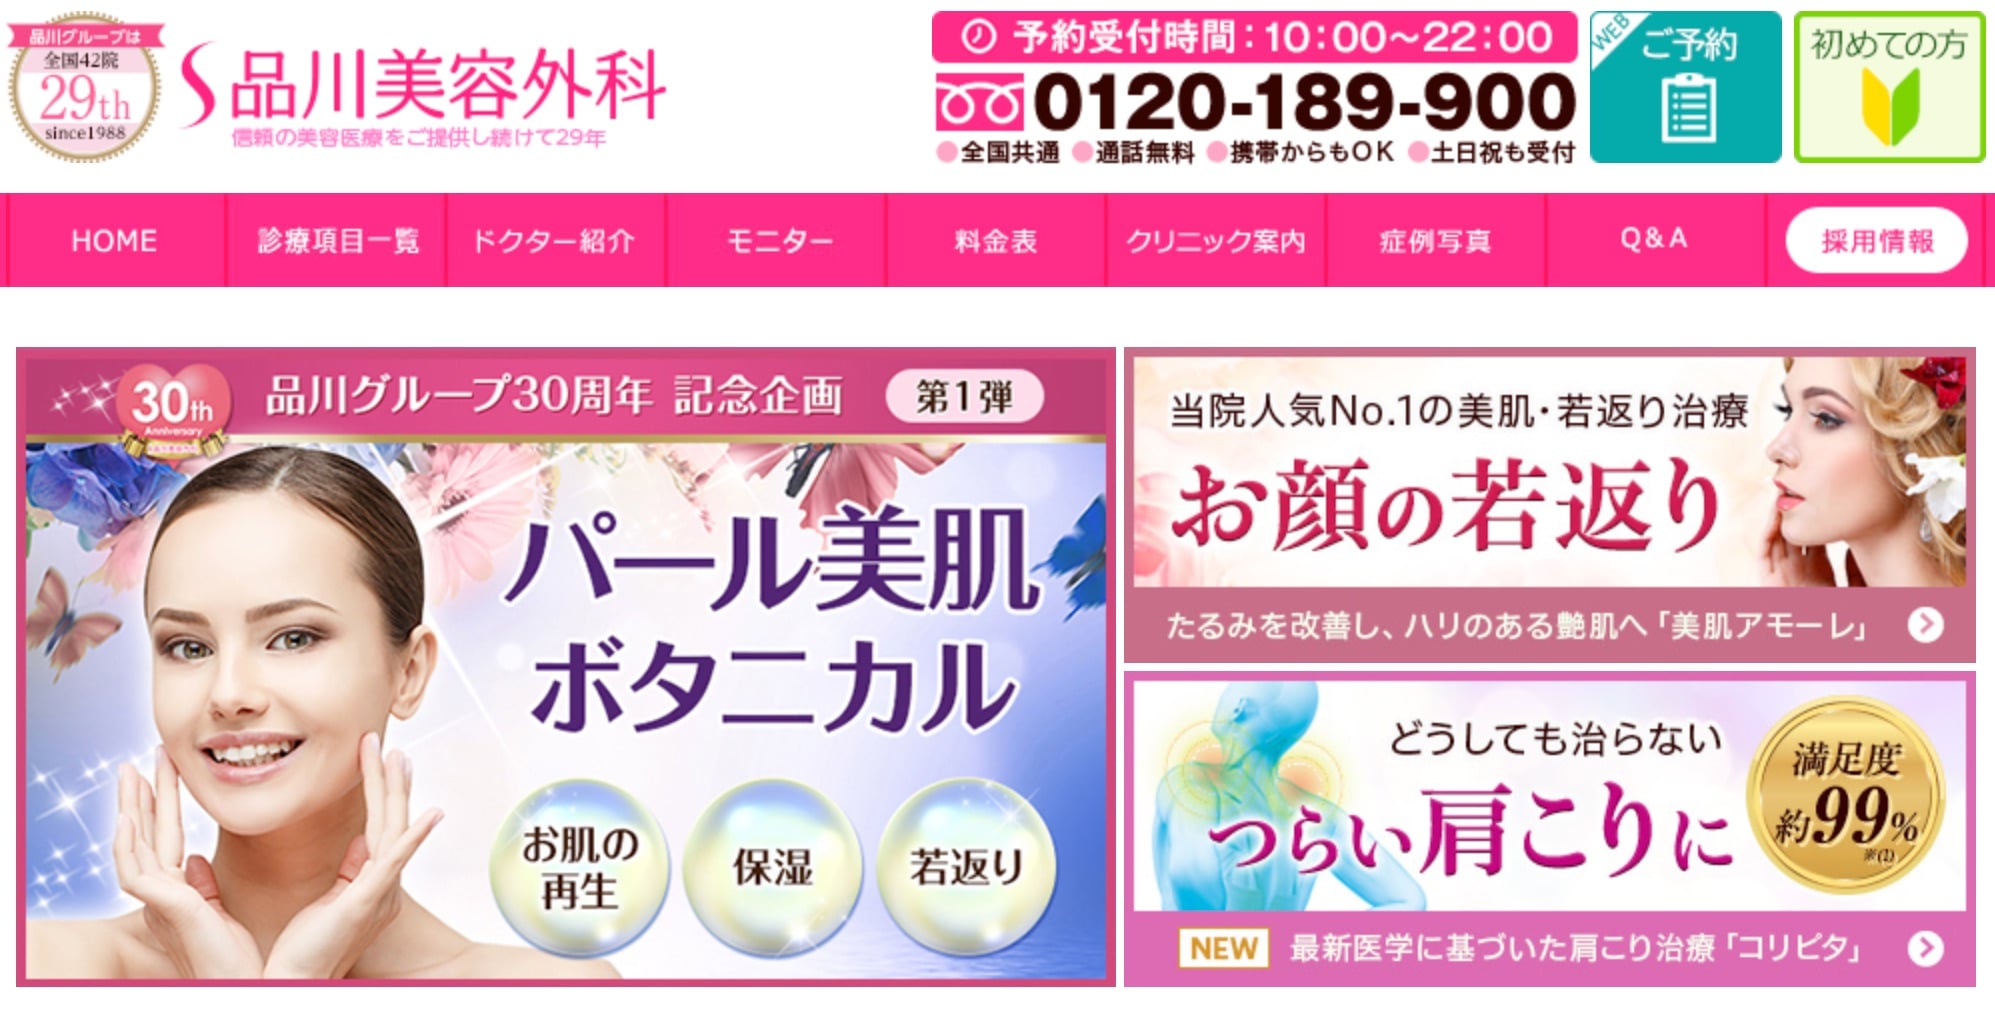 品川グループは
全国42院
29th
since1988
品川美容外科
信頼の美容医療をご提供し続けて29年
予約受付時間：10：00～22：00
0120-189-900
●全国共通 ●通話無料 ●携帯からもOK ●土日祝も受付
WEB
ご予約
初めての方
HOME
診療項目一覧
ドクター紹介
モニター
料金表
クリニック案内
症例写真
Q&A
採用情報
30th
Anniversary
品川グループ30周年 記念企画
第1弾
パール美肌
ボタニカル
お肌の
再生
保湿
若返り
当院人気No.1の美肌・若返り治療
お顔の若返り
たるみを改善し、ハリのある艶肌へ「美肌アモーレ」
どうしても治らない
つらい肩こりに
満足度
約99%
※(1)
NEW
最新医学に基づいた肩こり治療「コリピタ」